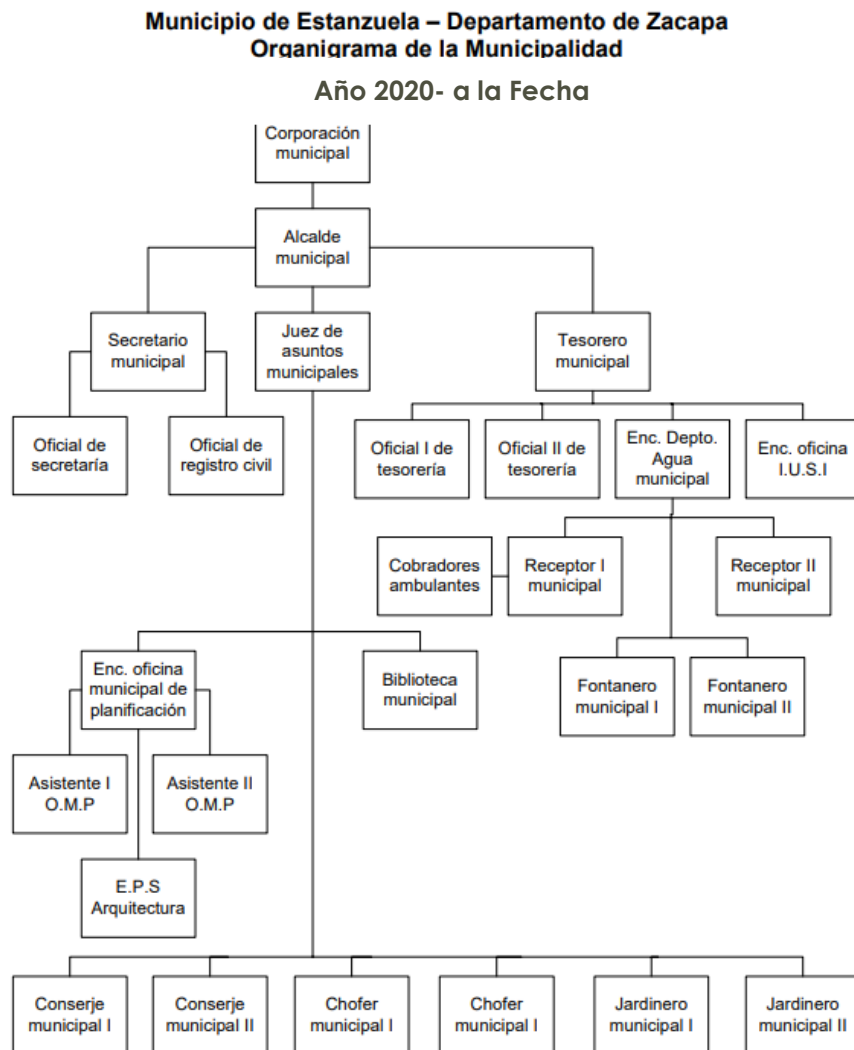 Municipio de Estanzuela – Departamento de Zacapa
Organigrama de la Municipalidad
Año 2020- a la Fecha
Corporación
municipal
Alcalde
municipal
Secretario
municipal
Juez de
asuntos
municipales
Tesorero
municipal
Oficial de
secretaría
Oficial de
registro civil
Oficial I de
tesorería
Oficial II de
tesorería
Enc. Depto.
Agua
municipal
Enc. oficina
I.U.S.I
Cobradores
ambulantes
Receptor I
municipal
Receptor II
municipal
Enc. oficina
municipal de
planificación
Biblioteca
municipal
Fontanero
municipal I
Fontanero
municipal II
Asistente I
O.M.P
Asistente II
O.M.P
E.P.S
Arquitectura
Conserje
municipal I
Conserje
municipal II
Chofer
municipal I
Chofer
municipal I
Jardinero
municipal I
Jardinero
municipal II